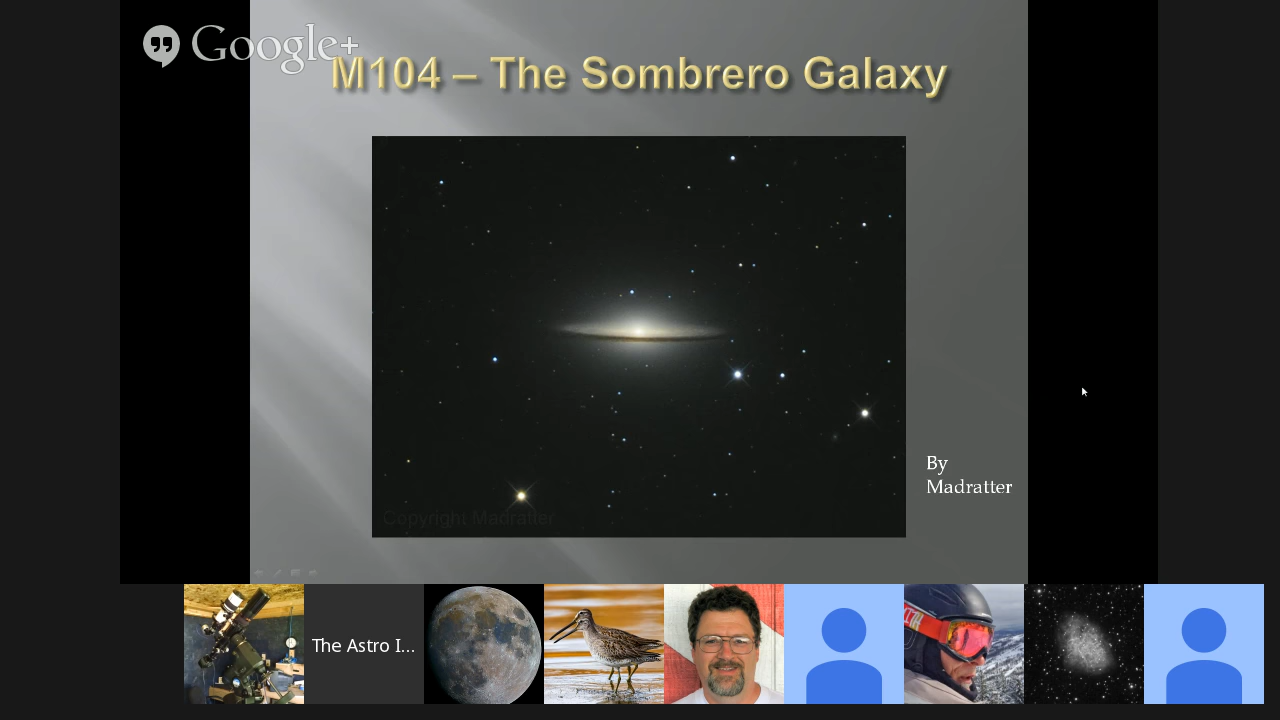 Google+
M104 – The Sombrero Galaxy
By
Madratter
Copyright Madratter
The Astro I...